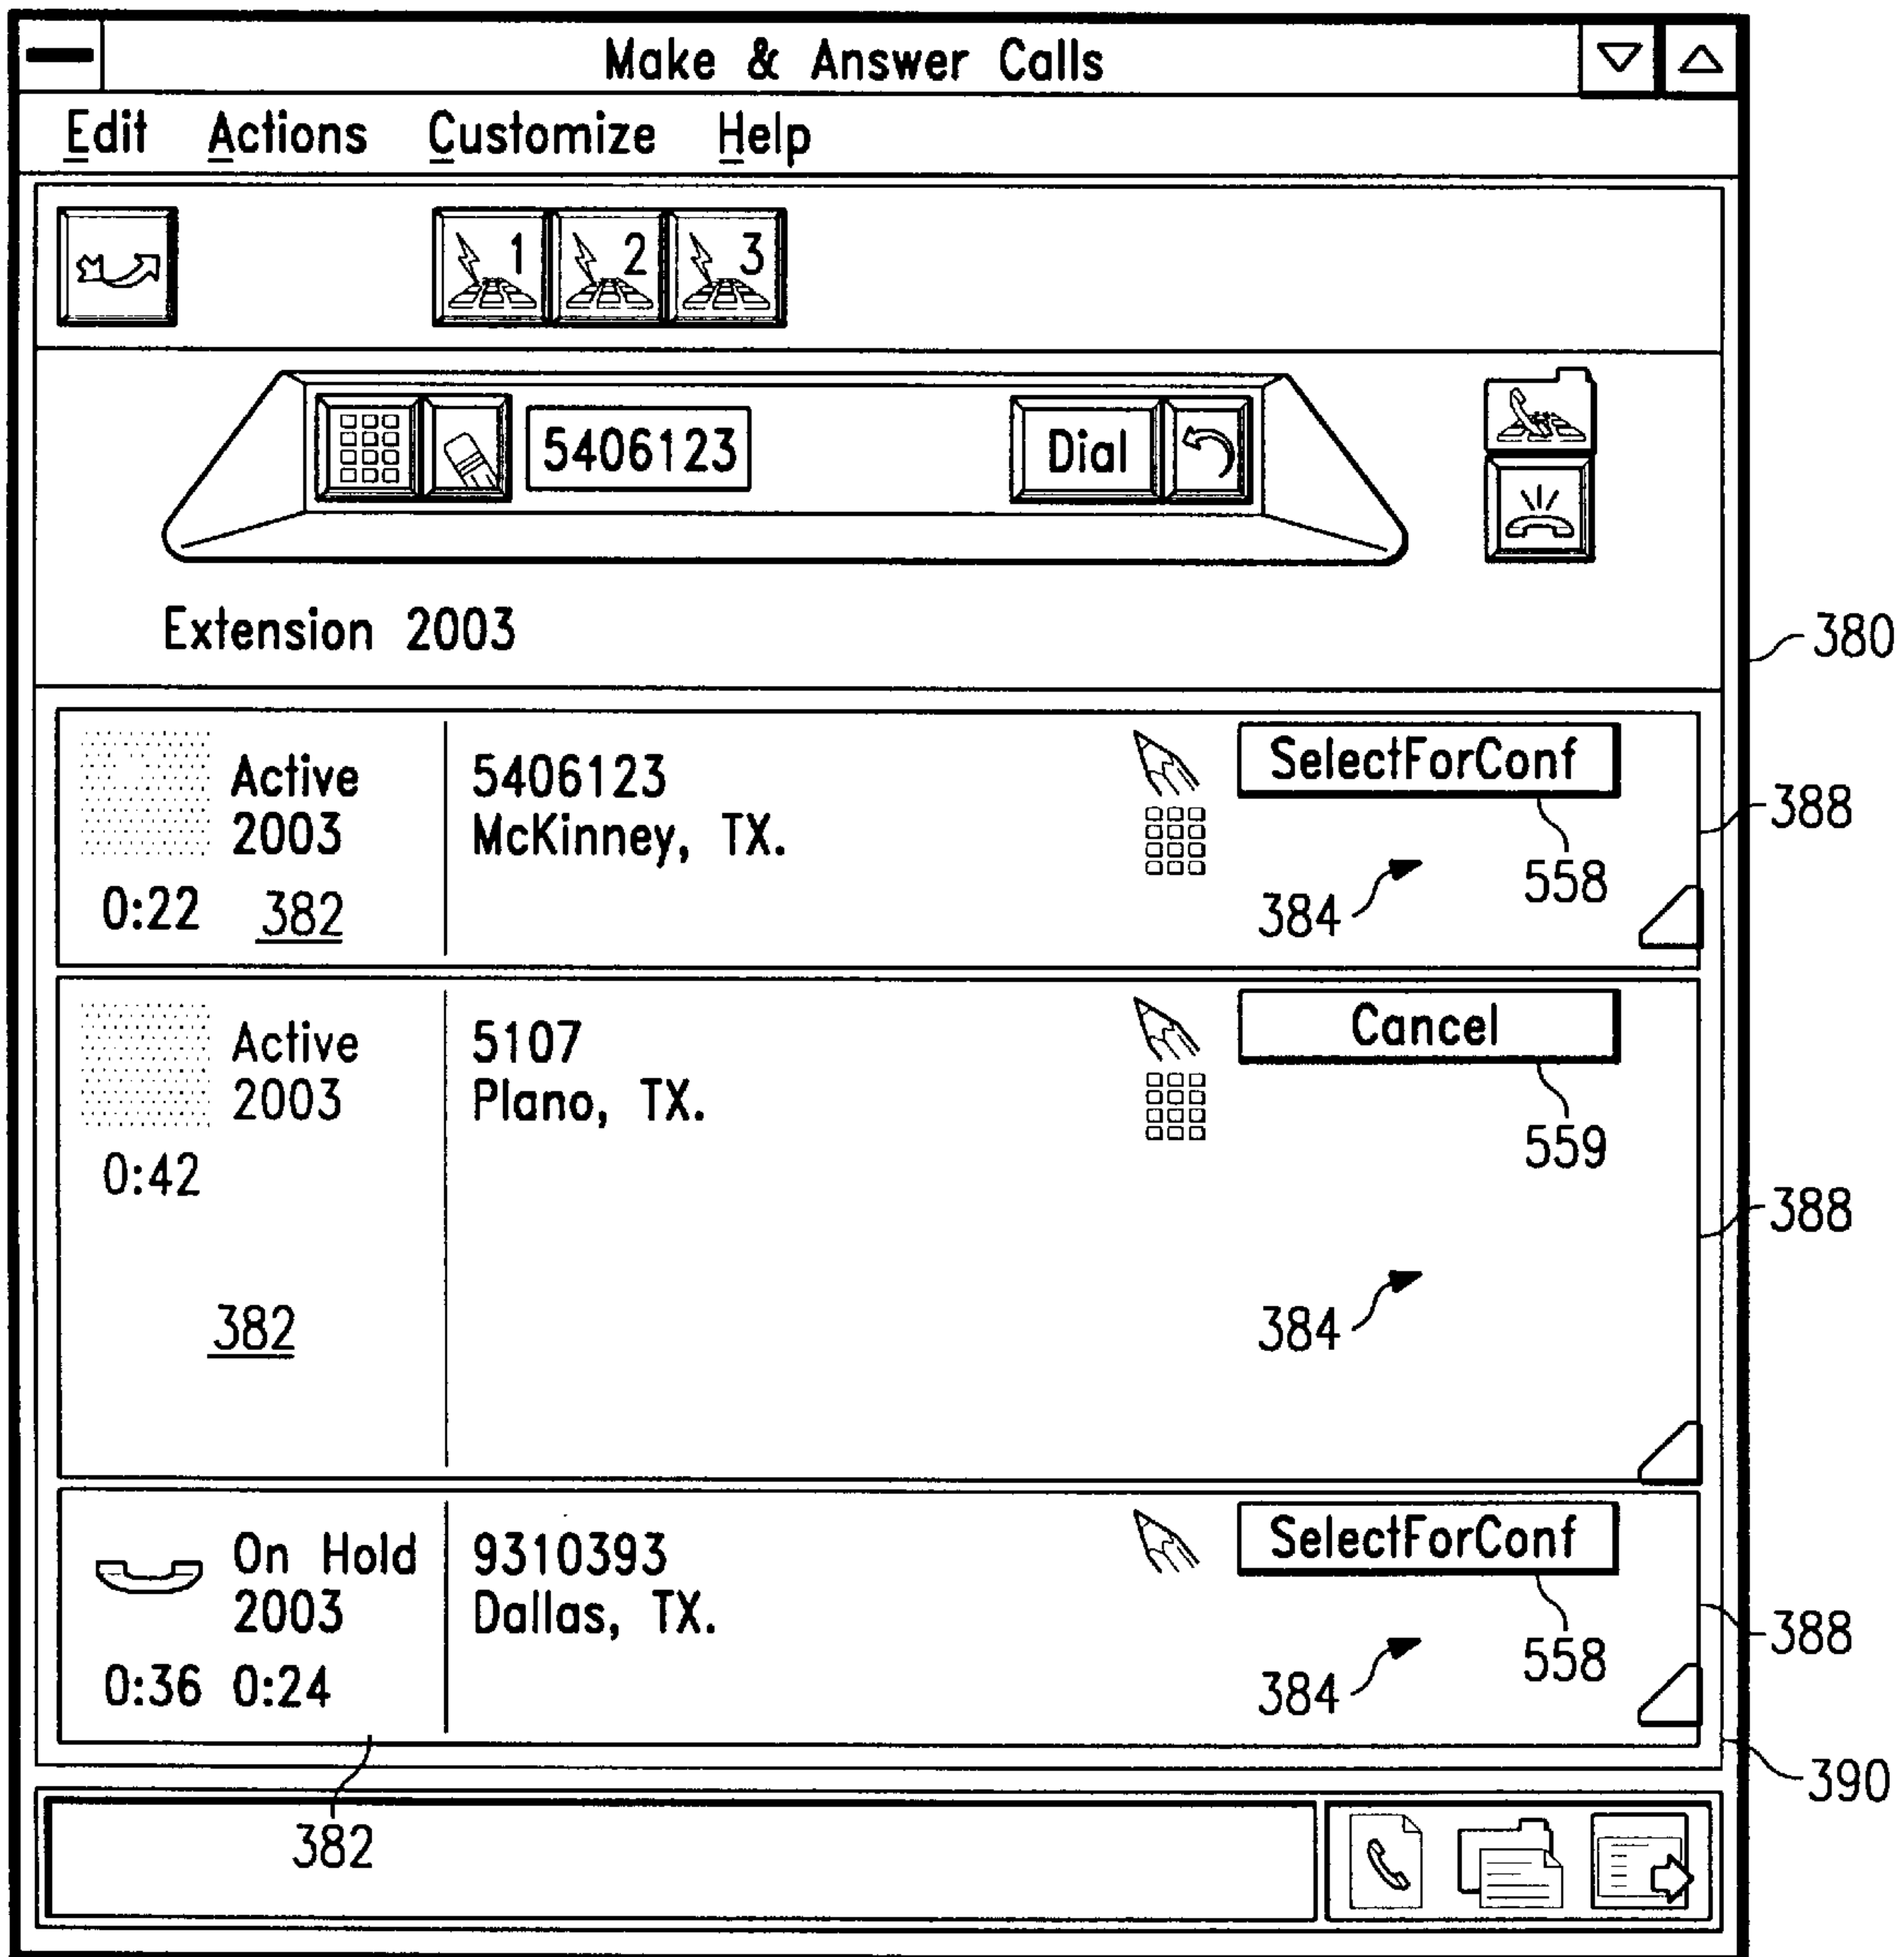 Make & Answer Calls
Edit Actions Customize Help
1 2 3
5406123 Dial
Extension 2003
380
Active 5406123 SelectForConf
2003 McKinney, TX.
388
0:22 382 384 558
Active 5107 Cancel
2003 Plano, TX.
0:42 559
388
382 384
On Hold 9310393 SelectForConf
2003 Dallas, TX.
388
0:36 0:24 384 558
390
382